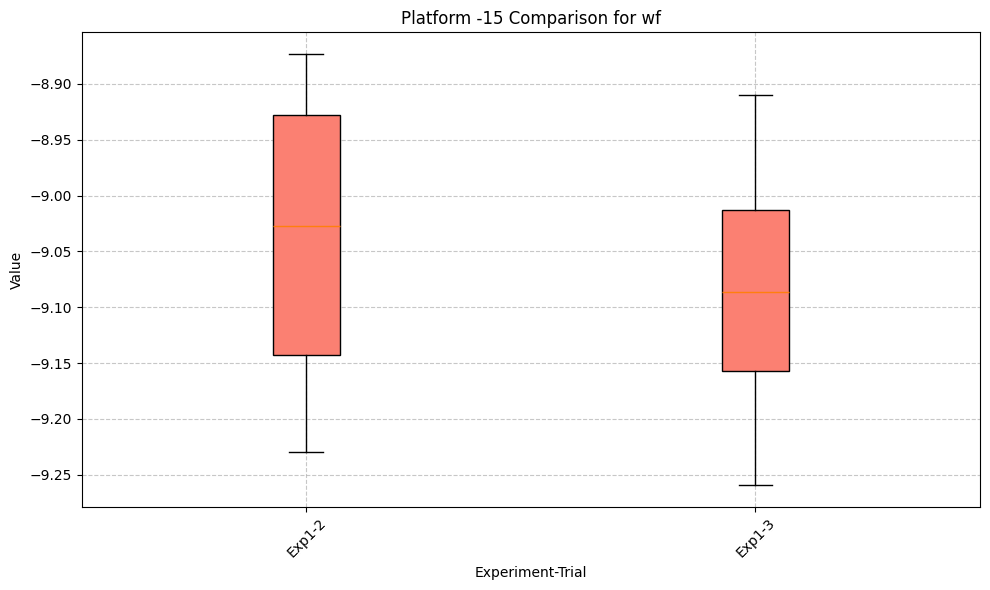 Platform -15 Comparison for wf
Value
−8.90
−8.95
−9.00
−9.05
−9.10
−9.15
−9.20
−9.25
Exp1-2
Exp1-3
Experiment-Trial